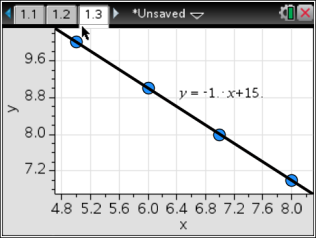 1.1 1.2 1.3 *Unsaved
y = -1.·x+15.
9.6
8.8
8.0
7.2
y
4.8 5.2 5.6 6.0 6.4 6.8 7.2 7.6 8.0
x